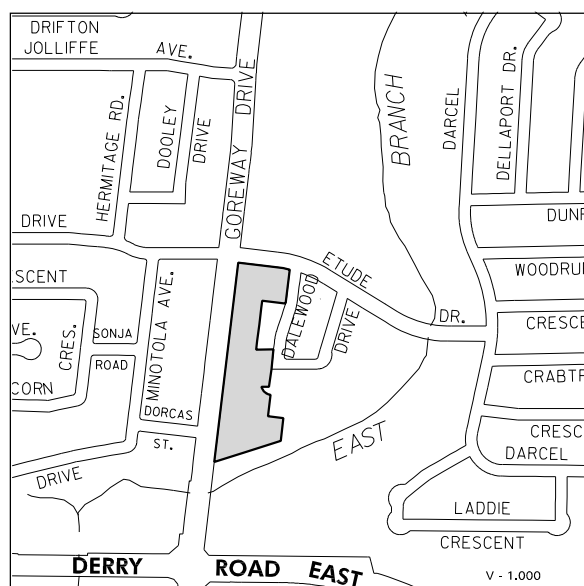 DRIFTON
JOLLIFFE AVE.
HERMITAGE RD.
DOOLEY
DRIVE
GOREWAY DRIVE
BRANCH
DARCEL
DELLAPORT DR.
DRIVE
DUNF
ETUDE
DR.
SCENT
WOODRU
VE.
CRES.
SONJA
ROAD
MINOTOLA AVE.
DALEWOOD
DRIVE
CRESCE
CORN
DORCAS
ST.
CRABTR
EAST
CRESC
DARCEL
DRIVE
LADDIE
CRESCENT
DERRY ROAD EAST
V - 1.000